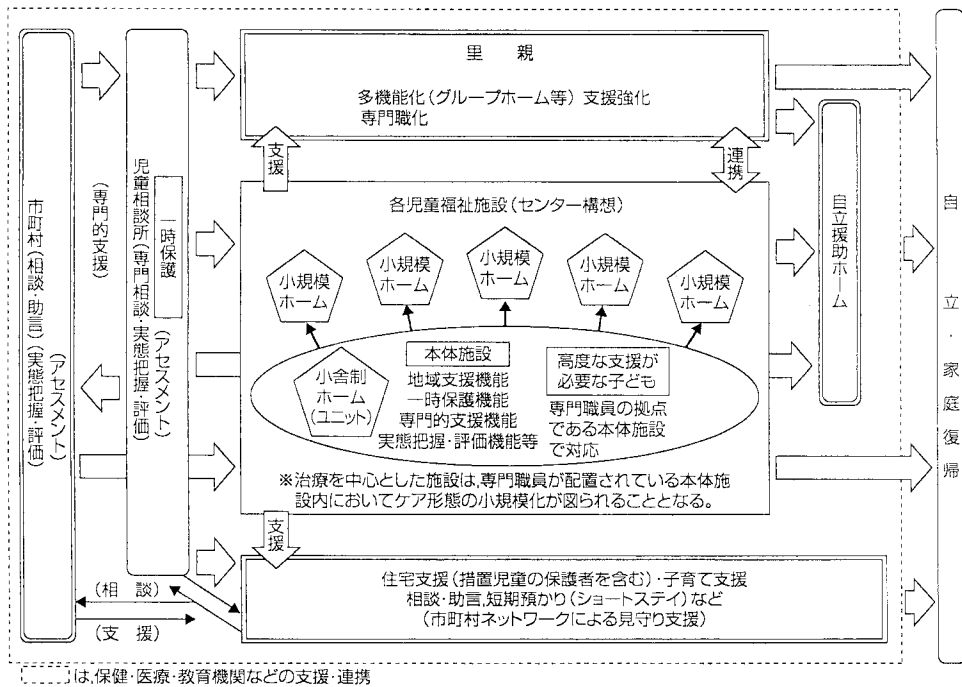 市町村(相談・助言)(実態把握・評価)
(アセスメント)
(専門的支援)
児童相談所(専門相談・実態把握・評価)
一時保護
(アセスメント)
(相 談)
(支 援)
里 親
多機能化(グループホーム等) 支援強化
専門職化
支援
連携
各児童福祉施設(センター構想)
小規模
ホーム
小規模
ホーム
小規模
ホーム
小規模
ホーム
小規模
ホーム
小舎制
ホーム
(ユニット)
本体施設
地域支援機能
一時保護機能
専門的支援機能
実態把握・評価機能等
高度な支援が
必要な子ども
専門職員の拠点
である本体施設
で対応
※治療を中心とした施設は,専門職員が配置されている本体施
設内においてケア形態の小規模化が図られることとなる。
支援
住宅支援(措置児童の保護者を含む)・子育て支援
相談・助言,短期預かり(ショートステイ)など
(市町村ネットワークによる見守り支援)
自立援助ホーム
自 立 ・ 家 庭 復 帰
は,保健・医療・教育機関などの支援・連携